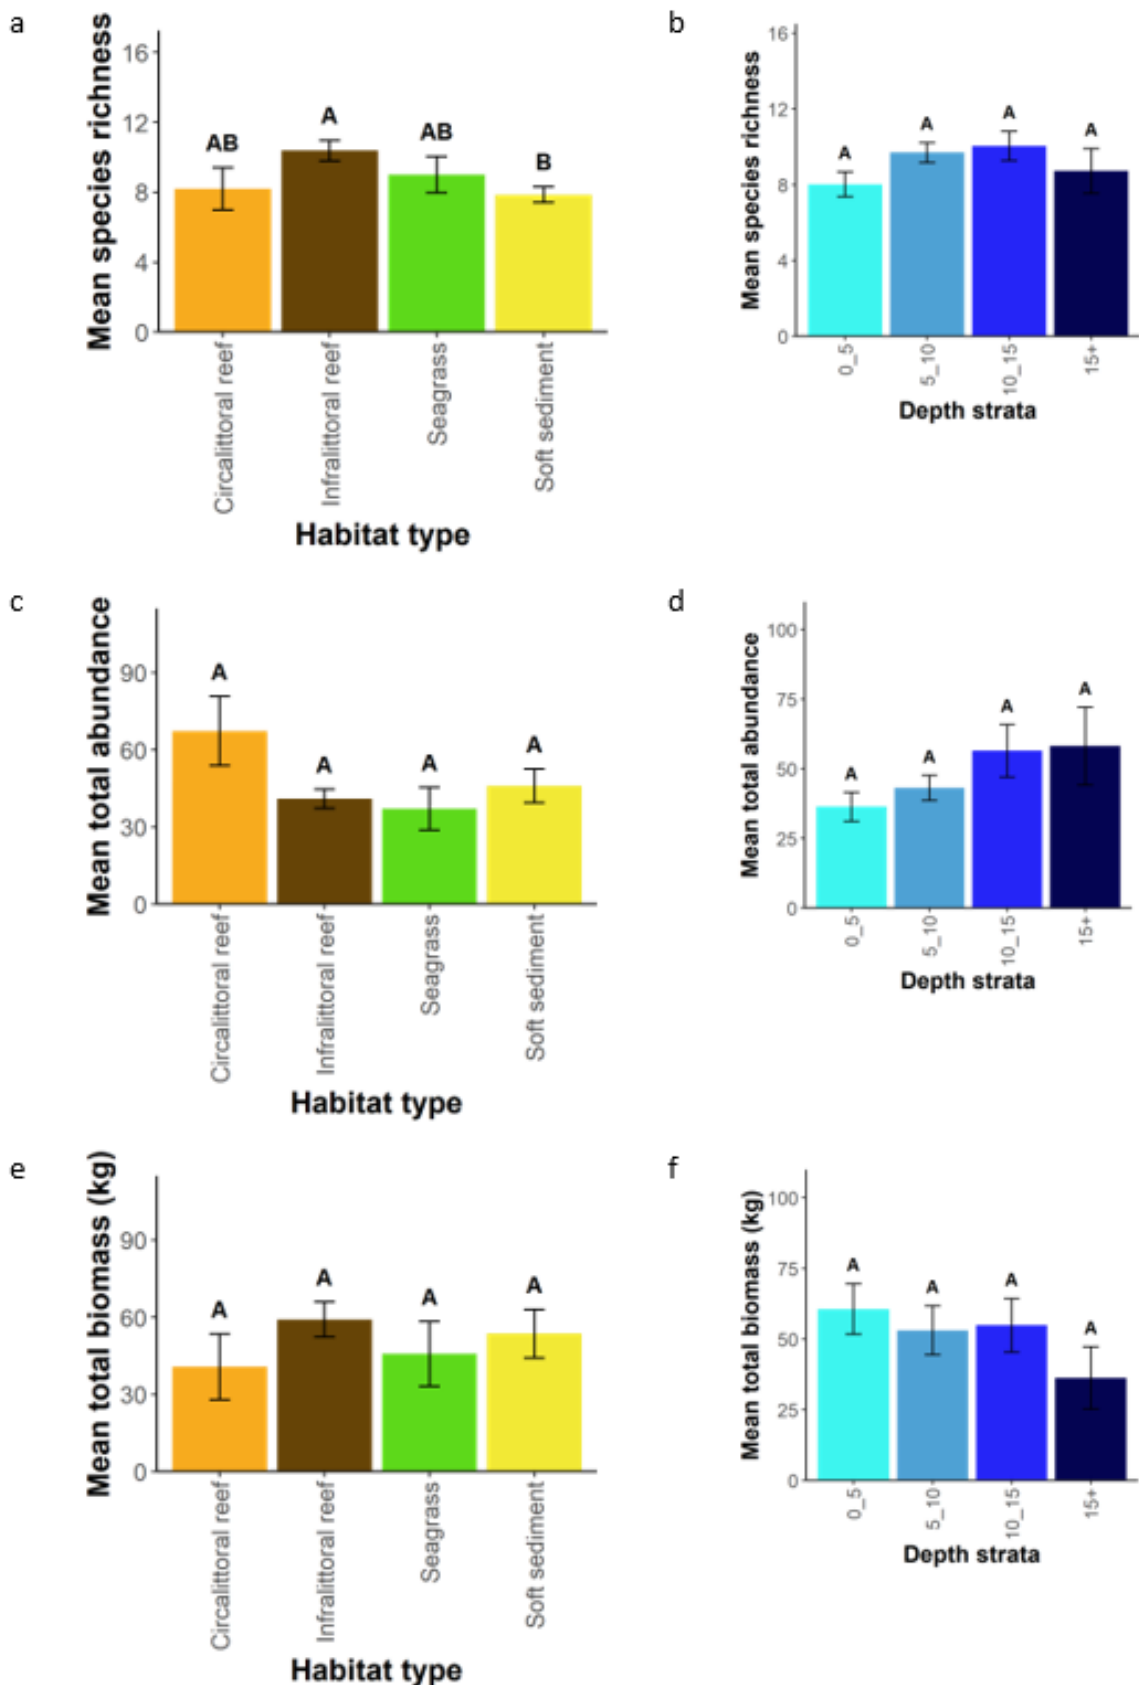 a
Mean species richness
16
12
8
4
0
AB
A
AB
B
Circalittoral reef
Infralittoral reef
Seagrass
Soft sediment
Habitat type
b
Mean species richness
16
12
8
4
0
A
A
A
A
0_5
5_10
10_15
15+
Depth strata
c
Mean total abundance
90
60
30
0
A
A
A
A
Circalittoral reef
Infralittoral reef
Seagrass
Soft sediment
Habitat type
d
Mean total abundance
100
75
50
25
0
A
A
A
A
0_5
5_10
10_15
15+
Depth strata
e
Mean total biomass (kg)
90
60
30
0
A
A
A
A
Circalittoral reef
Infralittoral reef
Seagrass
Soft sediment
Habitat type
f
Mean total biomass (kg)
100
75
50
25
0
A
A
A
A
0_5
5_10
10_15
15+
Depth strata